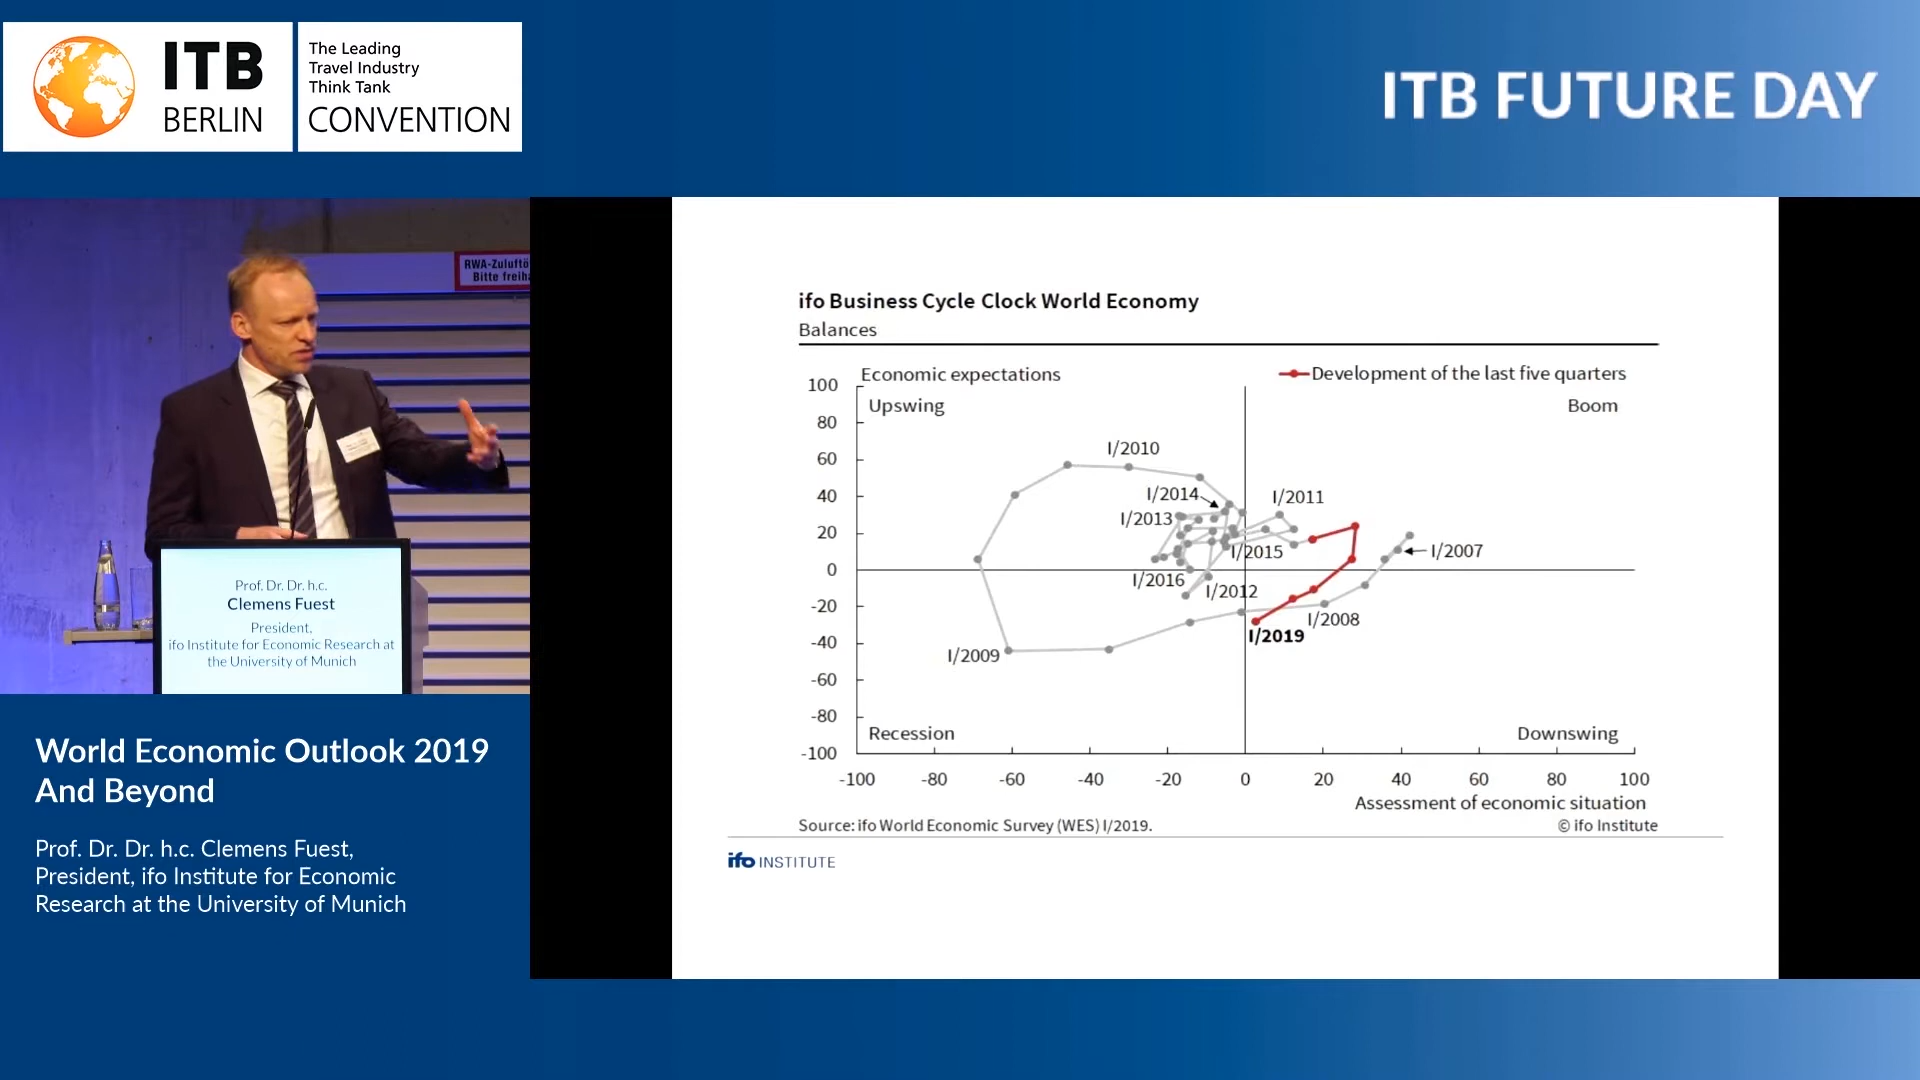 ITB
BERLIN
The Leading
Travel Industry
Think Tank
CONVENTION
ITB FUTURE DAY
RWA-Zuluftö
Bitte freiha
Prof. Dr. Dr. h.c.
Clemens Fuest
President,
ifo Institute for Economic Research at
the University of Munich
World Economic Outlook 2019
And Beyond
Prof. Dr. Dr. h.c. Clemens Fuest,
President, ifo Institute for Economic
Research at the University of Munich
ifo Business Cycle Clock World Economy
Balances
Economic expectations
Development of the last five quarters
Upswing
Boom
100
80
60
40
20
0
-20
-40
-60
-80
-100
I/2010
I/2014
I/2011
I/2013
I/2015
I/2007
I/2016
I/2012
I/2008
I/2019
I/2009
Recession
Downswing
-100 -80 -60 -40 -20 0 20 40 60 80 100
Assessment of economic situation
Source: ifo World Economic Survey (WES) I/2019.
© ifo Institute
ifo INSTITUTE